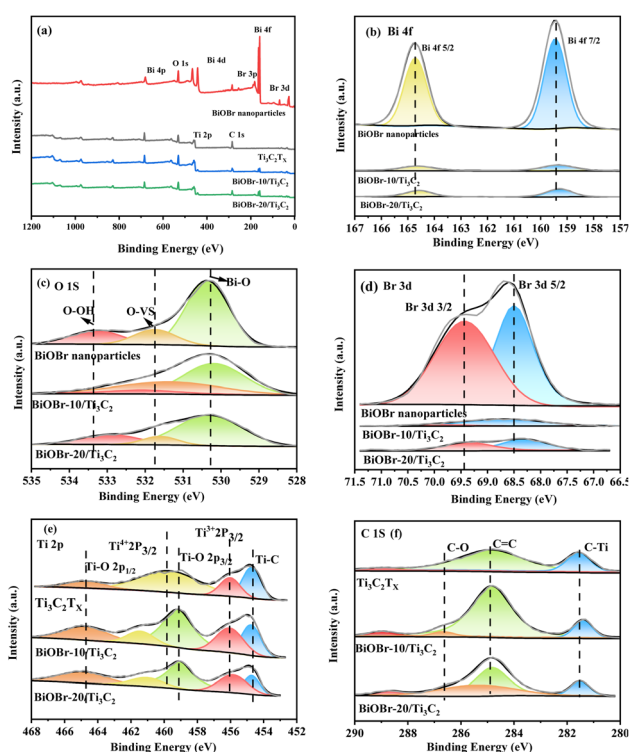 (a)
Bi 4f
O 1s
Bi 4d
Bi 4p
Br 3p
Br 3d
BiOBr nanoparticles
Ti 2p
C 1s
Ti₃C₂Tₓ
BiOBr-10/Ti₃C₂
BiOBr-20/Ti₃C₂
1200 1000 800 600 400 200 0
Binding Energy (eV)
Intensity (a.u.)
(b)
Bi 4f
Bi 4f 5/2
Bi 4f 7/2
BiOBr nanoparticles
BiOBr-10/Ti₃C₂
BiOBr-20/Ti₃C₂
167 166 165 164 163 162 161 160 159 158 157
Binding Energy (eV)
Intensity (a.u.)
(c)
O 1S
Bi-O
O-OH
O-VS
BiOBr nanoparticles
BiOBr-10/Ti₃C₂
BiOBr-20/Ti₃C₂
535 534 533 532 531 530 529 528
Binding Energy (eV)
Intensity (a.u.)
(d)
Br 3d
Br 3d 5/2
Br 3d 3/2
BiOBr nanoparticles
BiOBr-10/Ti₃C₂
BiOBr-20/Ti₃C₂
71.5 71.0 70.5 70.0 69.5 69.0 68.5 68.0 67.5 67.0 66.5
Binding Energy (eV)
Intensity (a.u.)
(e)
Ti 2p
Ti⁴⁺2P₃/₂
Ti³⁺2P₃/₂
Ti-O 2p₁/₂
Ti-O 2p₃/₂
Ti-C
Ti₃C₂Tₓ
BiOBr-10/Ti₃C₂
BiOBr-20/Ti₃C₂
468 466 464 462 460 458 456 454 452
Binding Energy (eV)
Intensity (a.u.)
C 1S
(f)
C-O
C=C
C-Ti
Ti₃C₂Tₓ
BiOBr-10/Ti₃C₂
BiOBr-20/Ti₃C₂
290 288 286 284 282 280
Binding Energy (eV)
Intensity (a.u.)